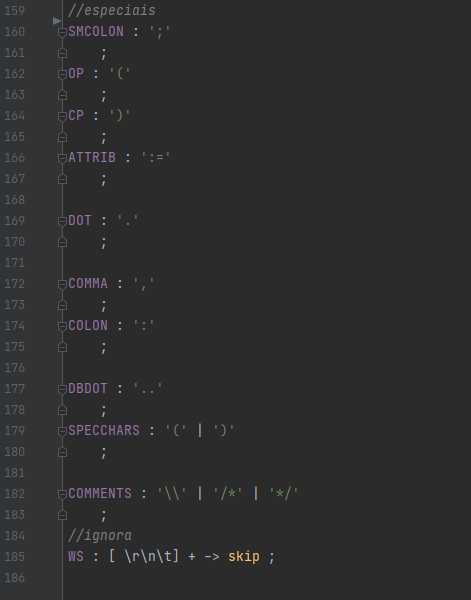 159 //especiais
160 SMCOLON : ';'
161 ;
162 OP : '('
163 ;
164 CP : ')'
165 ;
166 ATTRIB : ':='
167 ;
168
169 DOT : '.'
170 ;
171
172 COMMA : ','
173 ;
174 COLON : ':'
175 ;
176
177 DBDOT : '..'
178 ;
179 SPECCHARS : '(' | ')'
180 ;
181
182 COMMENTS : '\\' | '/*' | '*/'
183 ;
184 //ignora
185 WS : [ \r\n\t] + -> skip ;
186